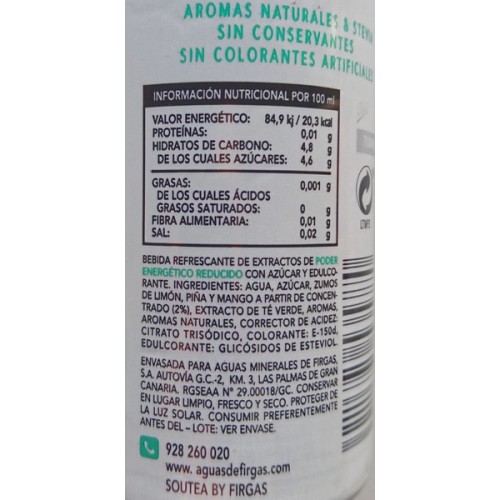 AROMAS NATURALES & STEVIA
SIN CONSERVANTES
SIN COLORANTES ARTIFICIALES
INFORMACIÓN NUTRICIONAL POR 100 ml
VALOR ENERGÉTICO: 84,9 kj / 20,3 kcal
PROTEÍNAS: 0,01 g
HIDRATOS DE CARBONO: 4,8 g
DE LOS CUALES AZÚCARES: 4,6 g
GRASAS: 0,001 g
DE LOS CUALES ÁCIDOS
GRASOS SATURADOS: 0 g
FIBRA ALIMENTARIA: 0,01 g
SAL: 0,02 g
BEBIDA REFRESCANTE DE EXTRACTOS DE PODER
ENERGÉTICO REDUCIDO CON AZÚCAR Y EDULCO-
RANTE. INGREDIENTES: AGUA, AZÚCAR, ZUMOS
DE LIMÓN, PIÑA Y MANGO A PARTIR DE CONCEN-
TRADO (2%), EXTRACTO DE TÉ VERDE, AROMAS,
AROMAS NATURALES, CORRECTOR DE ACIDEZ:
CITRATO TRISÓDICO, COLORANTE: E-150d,
EDULCORANTE: GLICÓSIDOS DE ESTEVIOL.
ENVASADA PARA AGUAS MINERALES DE FIRGAS,
S.A. AUTOVÍA G.C.-2, KM. 3, LAS PALMAS DE GRAN
CANARIA. RGSEAA Nº 29.00018/GC. CONSERVAR
EN LUGAR LIMPIO, FRESCO Y SECO. PROTEGER DE
LA LUZ SOLAR. CONSUMIR PREFERENTEMENTE
ANTES DEL – LOTE: VER ENVASE.
928 260 020
www. aguasdefirgas.com
SOUTEA BY FIRGAS